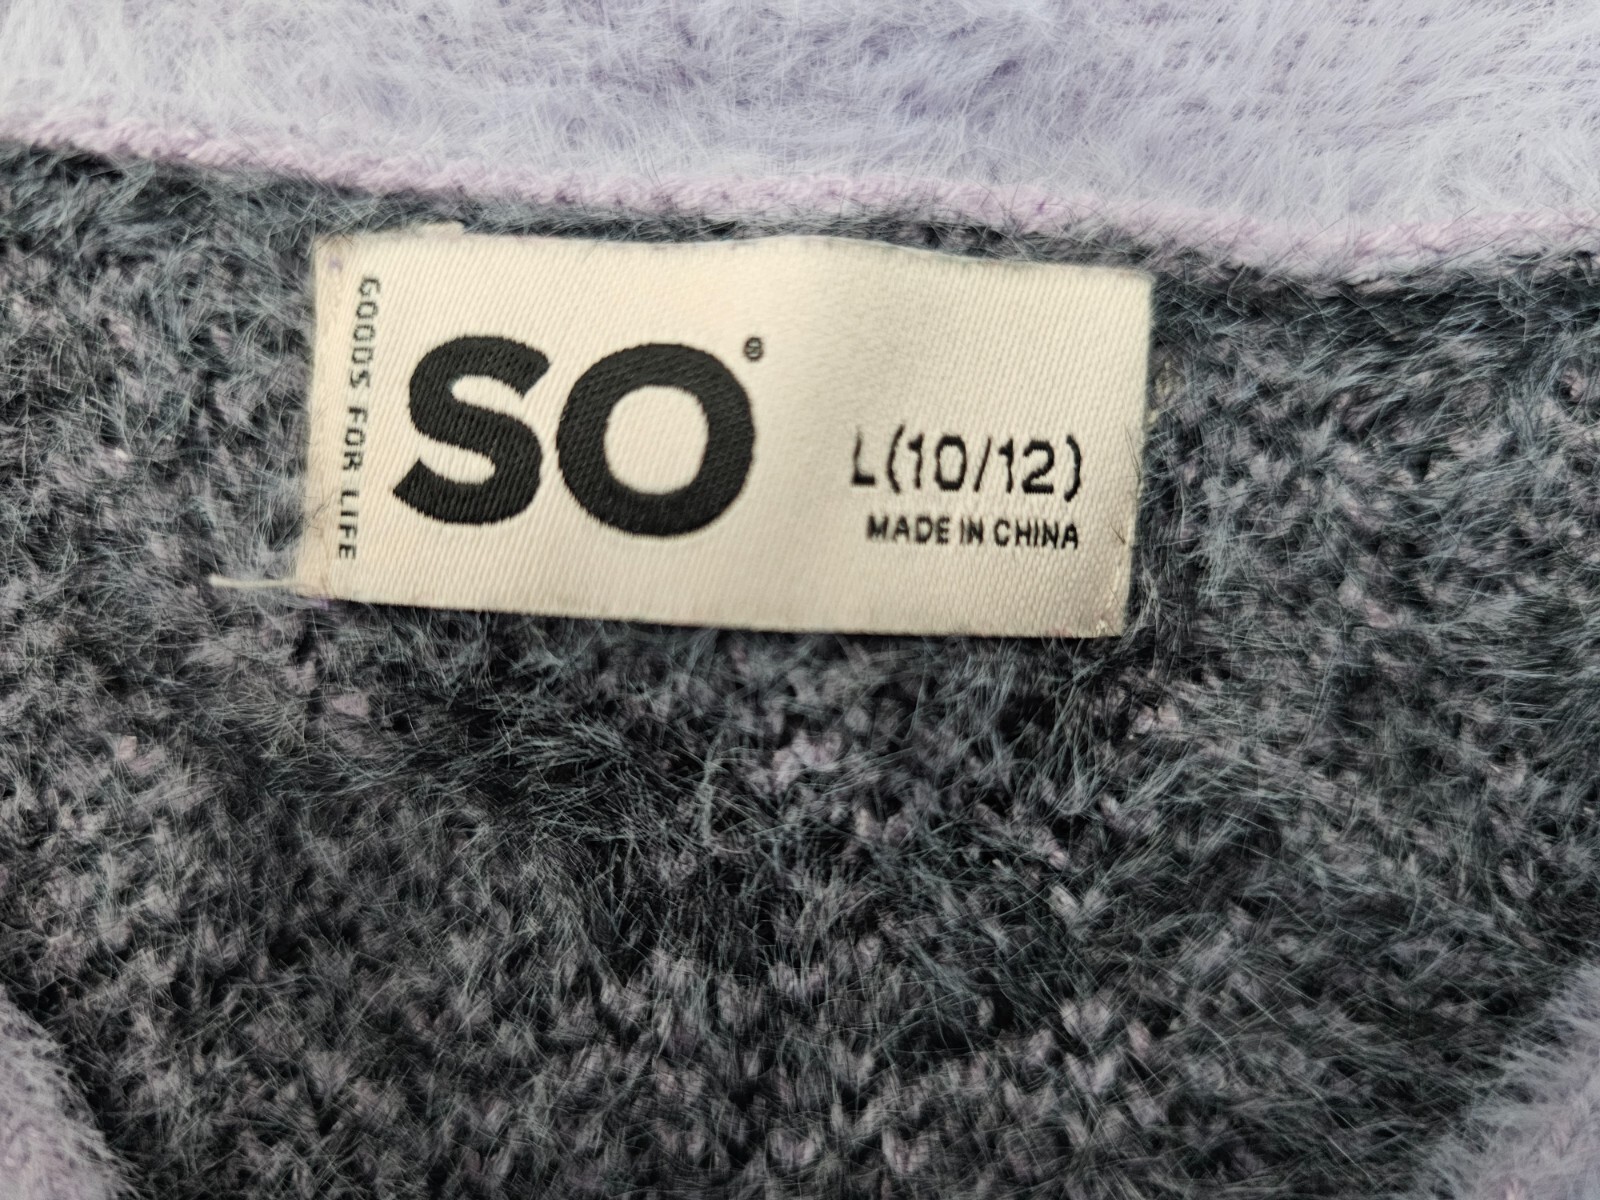 GOODS FOR LIFE
SO®
L(10/12)
MADE IN CHINA